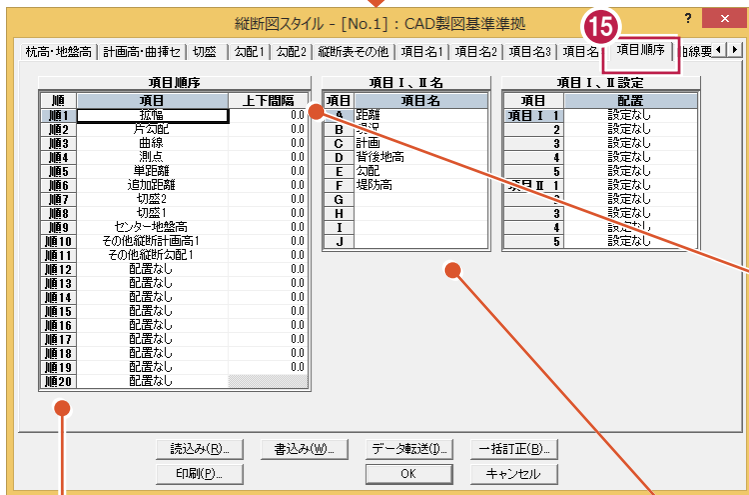 縦断図スタイル - [No.1] : CAD製図基準準拠 ? ×
15
杭高・地盤高 計画高・曲挿セ 切盛 勾配1 勾配2 縦断表その他 項目名1 項目名2 項目名3 項目名 項目順序 曲線要
項目順序 項目Ⅰ、Ⅱ名 項目Ⅰ、Ⅱ設定
順 項目 上下間隔 項目 項目名 項目 配置
順1 拡幅 0.0 A 距離 項目Ⅰ 1 設定なし
順2 片勾配 0.0 B 現況 2 設定なし
順3 曲線 0.0 C 計画 3 設定なし
順4 測点 0.0 D 背後地高 4 設定なし
順5 単距離 0.0 E 勾配 5 設定なし
順6 追加距離 0.0 F 堤防高 項目Ⅱ 1 設定なし
順7 切盛2 0.0 G 2 設定なし
順8 切盛1 0.0 H 3 設定なし
順9 センター地盤高 0.0 I 4 設定なし
順10 その他縦断計画高1 0.0 J 5 設定なし
順11 その他縦断勾配1 0.0
順12 配置なし 0.0
順13 配置なし 0.0
順14 配置なし 0.0
順15 配置なし 0.0
順16 配置なし 0.0
順17 配置なし 0.0
順18 配置なし 0.0
順19 配置なし 0.0
順20 配置なし
読込み(R)... 書込み(W)... データ転送(I)... 一括訂正(B)...
印刷(P)... OK キャンセル